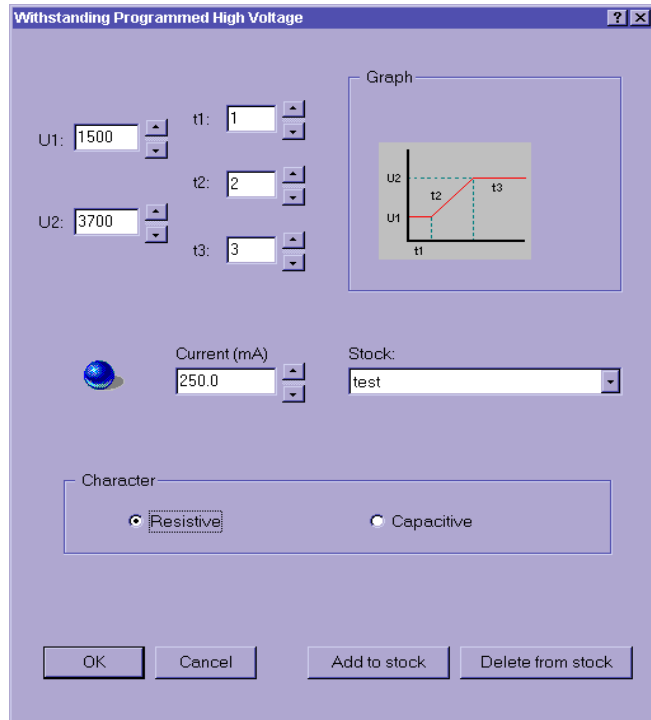 Withstanding Programmed High Voltage
U1: 1500
U2: 3700
t1: 1
t2: 2
t3: 3
Graph
U2
t2
t3
U1
t1
Current (mA)
250.0
Stock:
test
Character
Resistive
Capacitive
OK
Cancel
Add to stock
Delete from stock